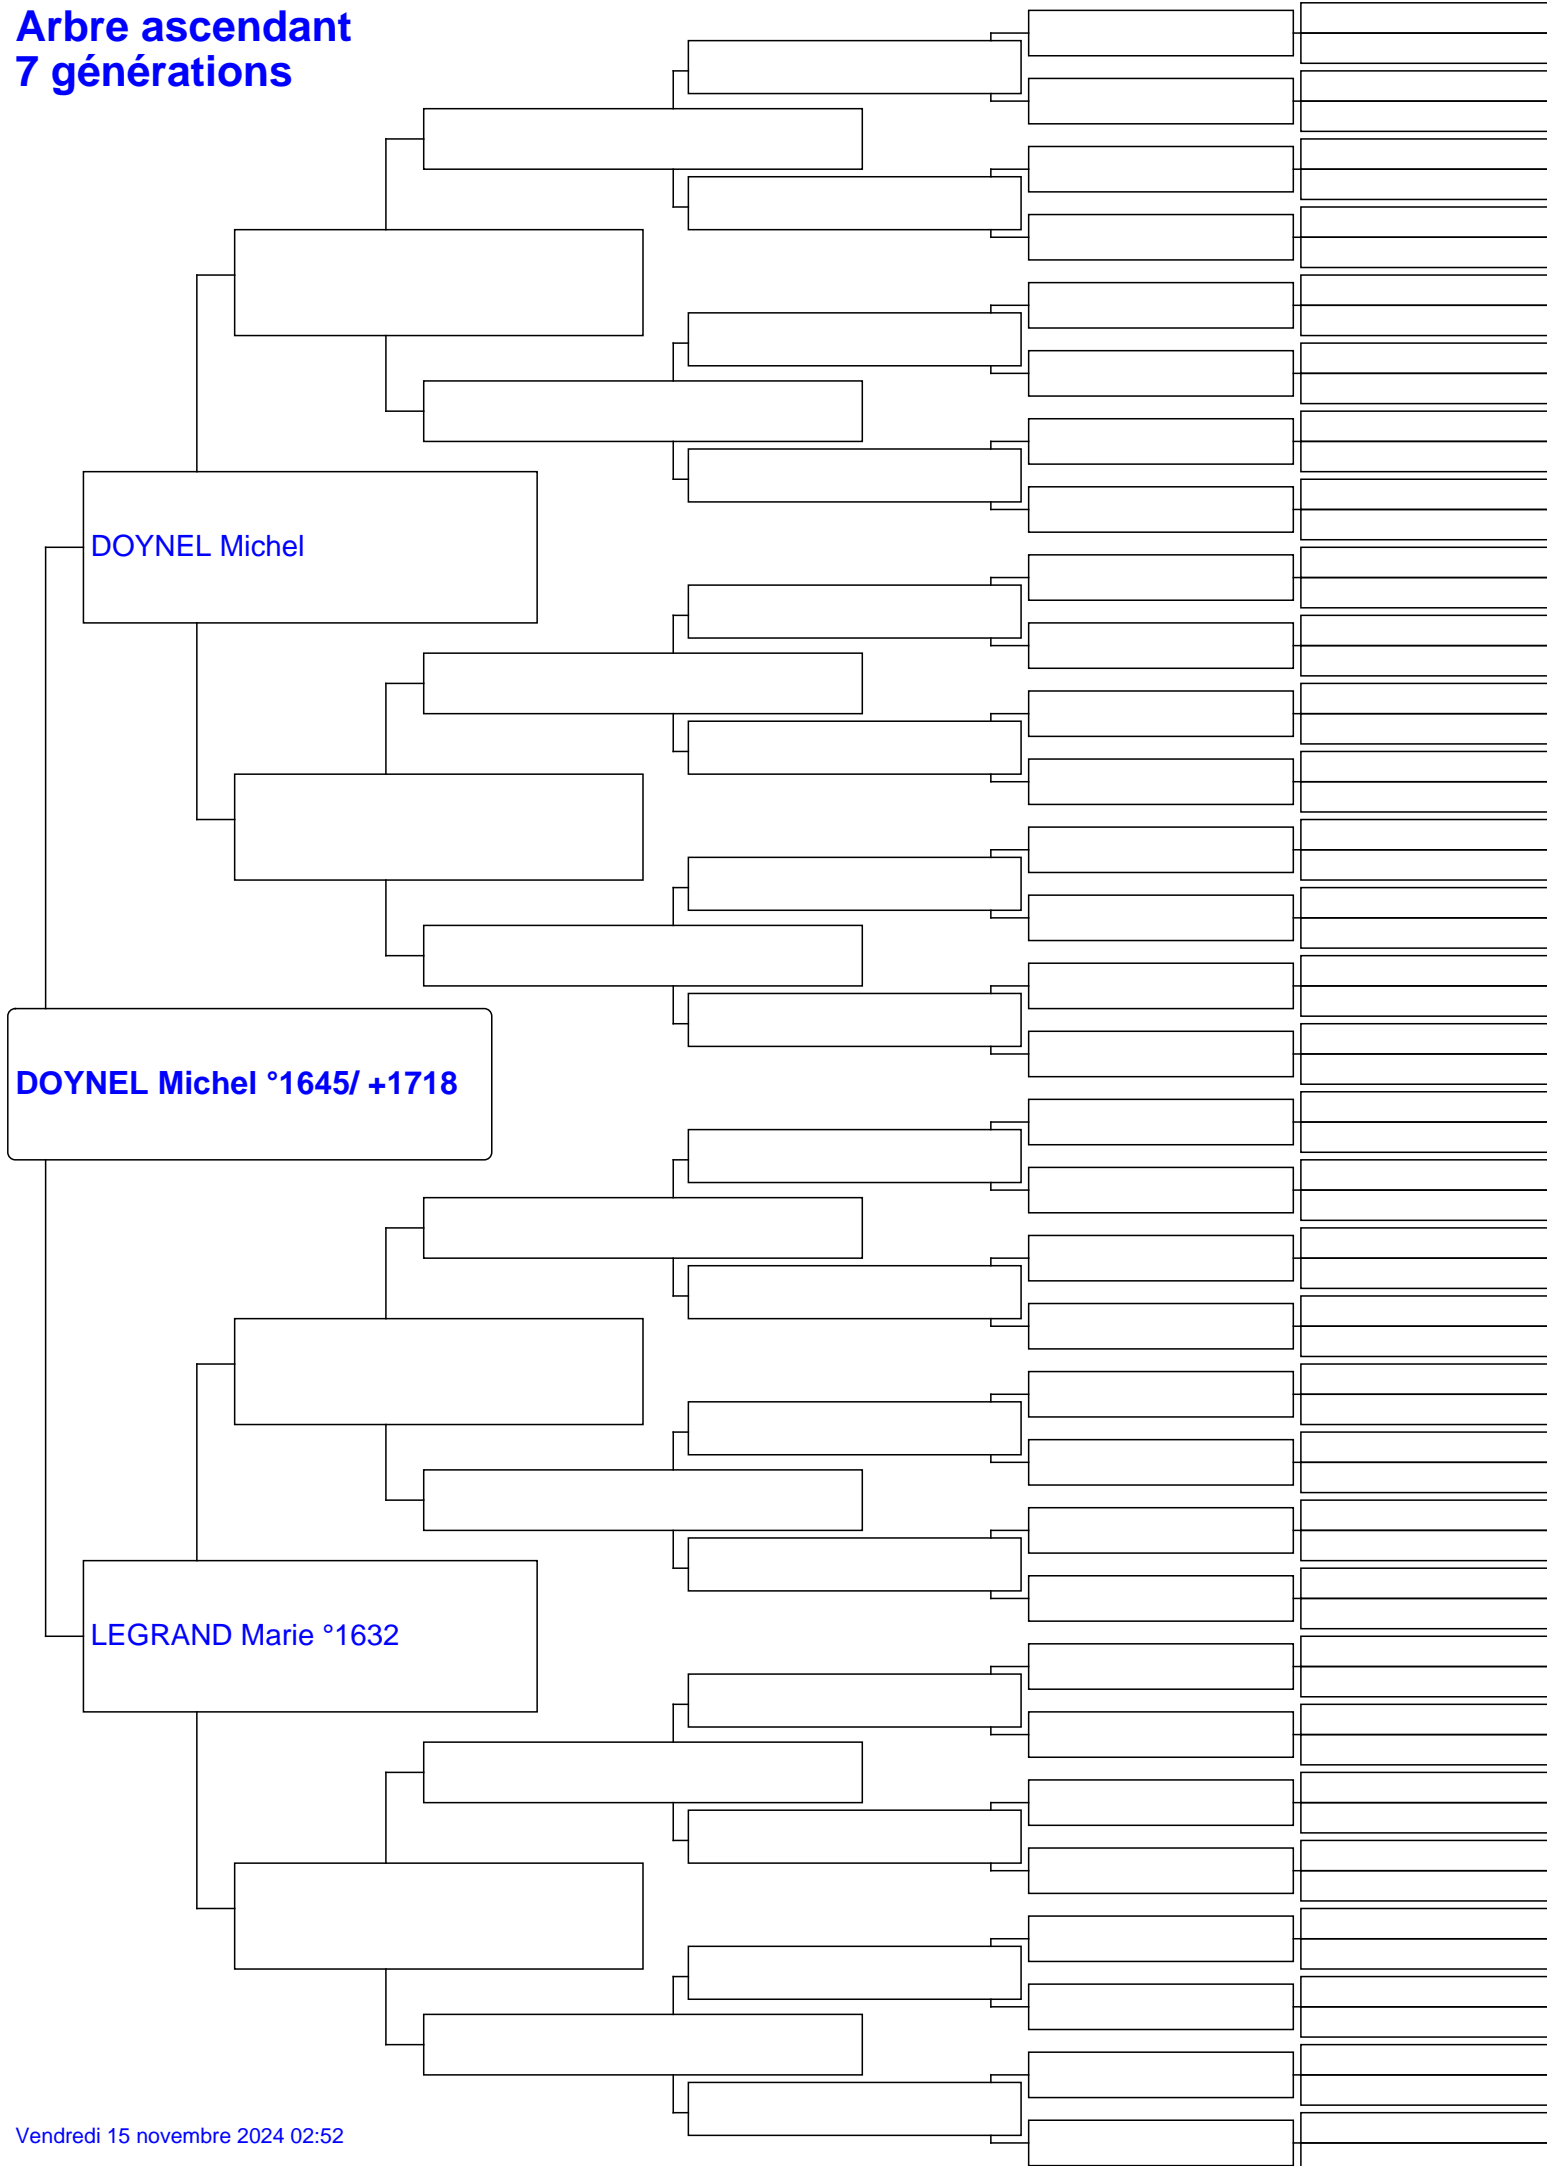 Arbre ascendant
7 générations
DOYNEL Michel
DOYNEL Michel °1645/ +1718
LEGRAND Marie °1632
Vendredi 15 novembre 2024 02:52